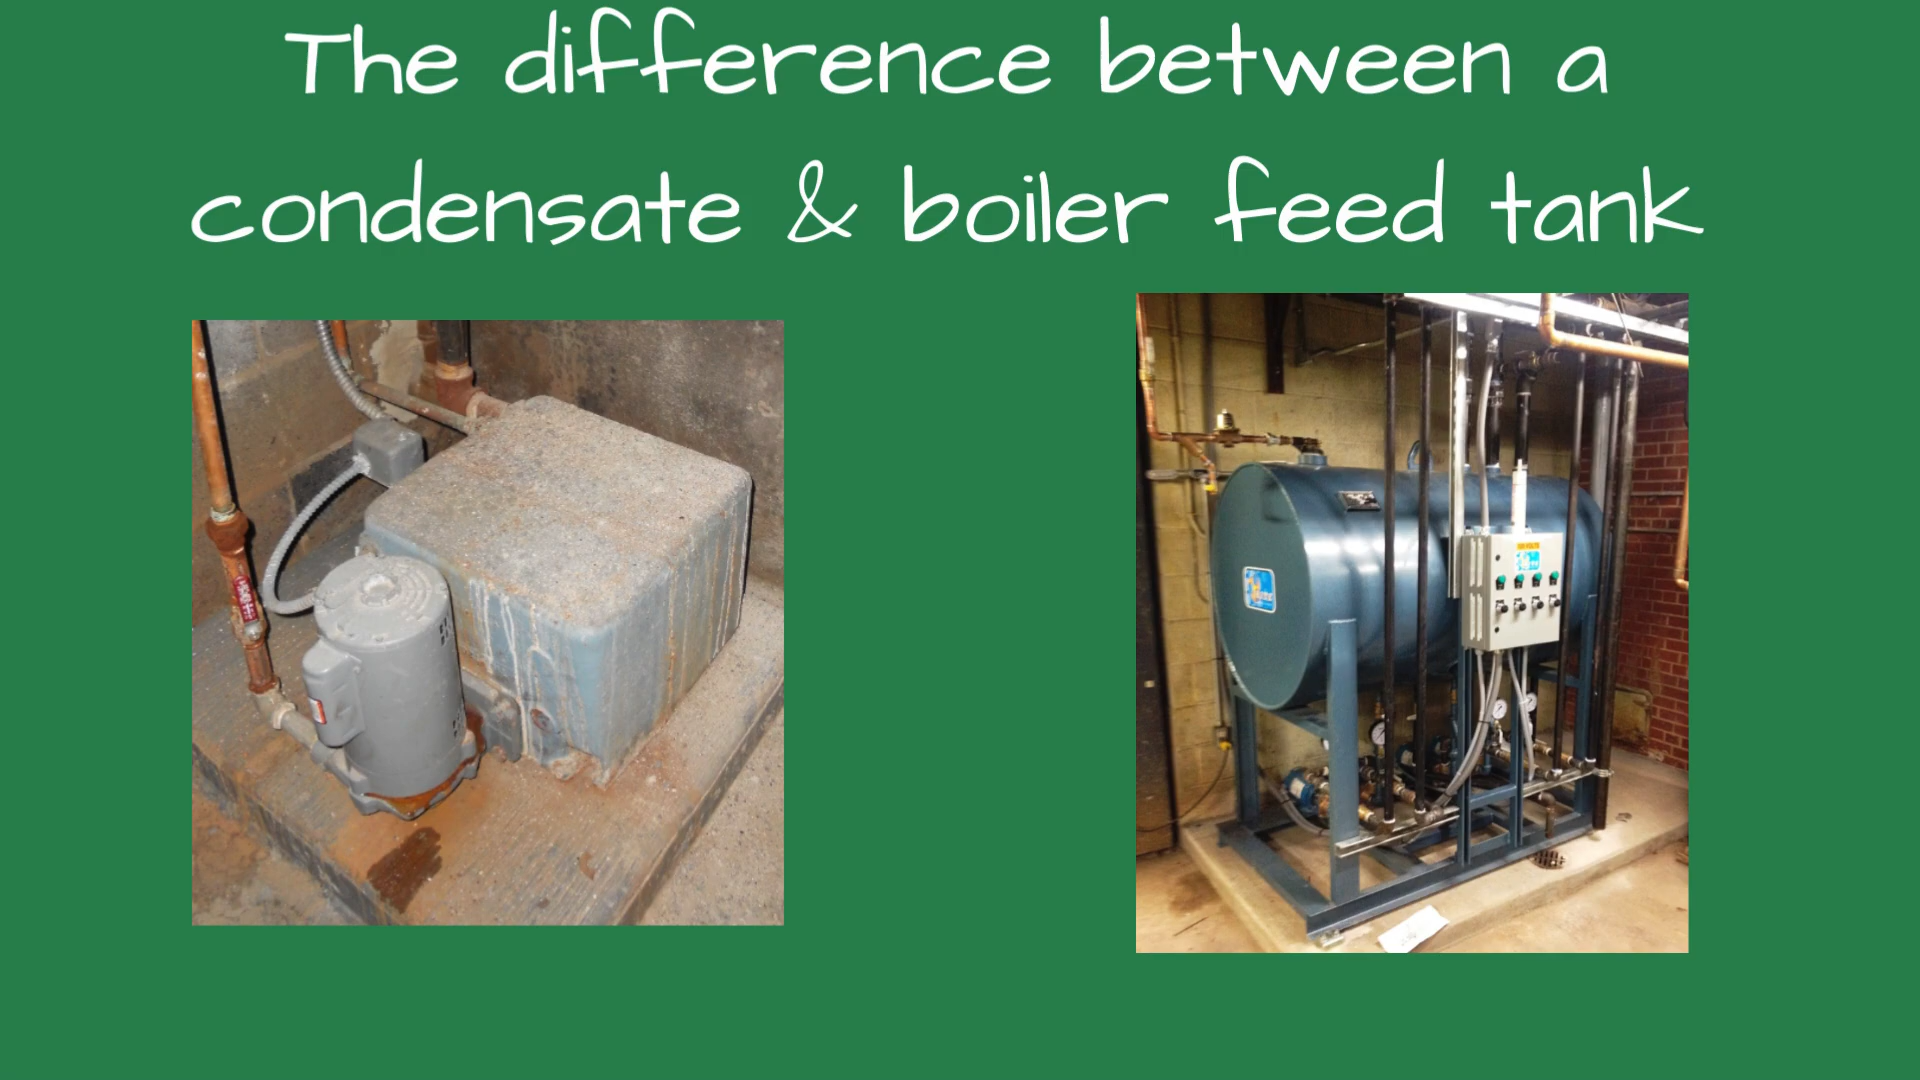 The difference between a
condensate & boiler feed tank